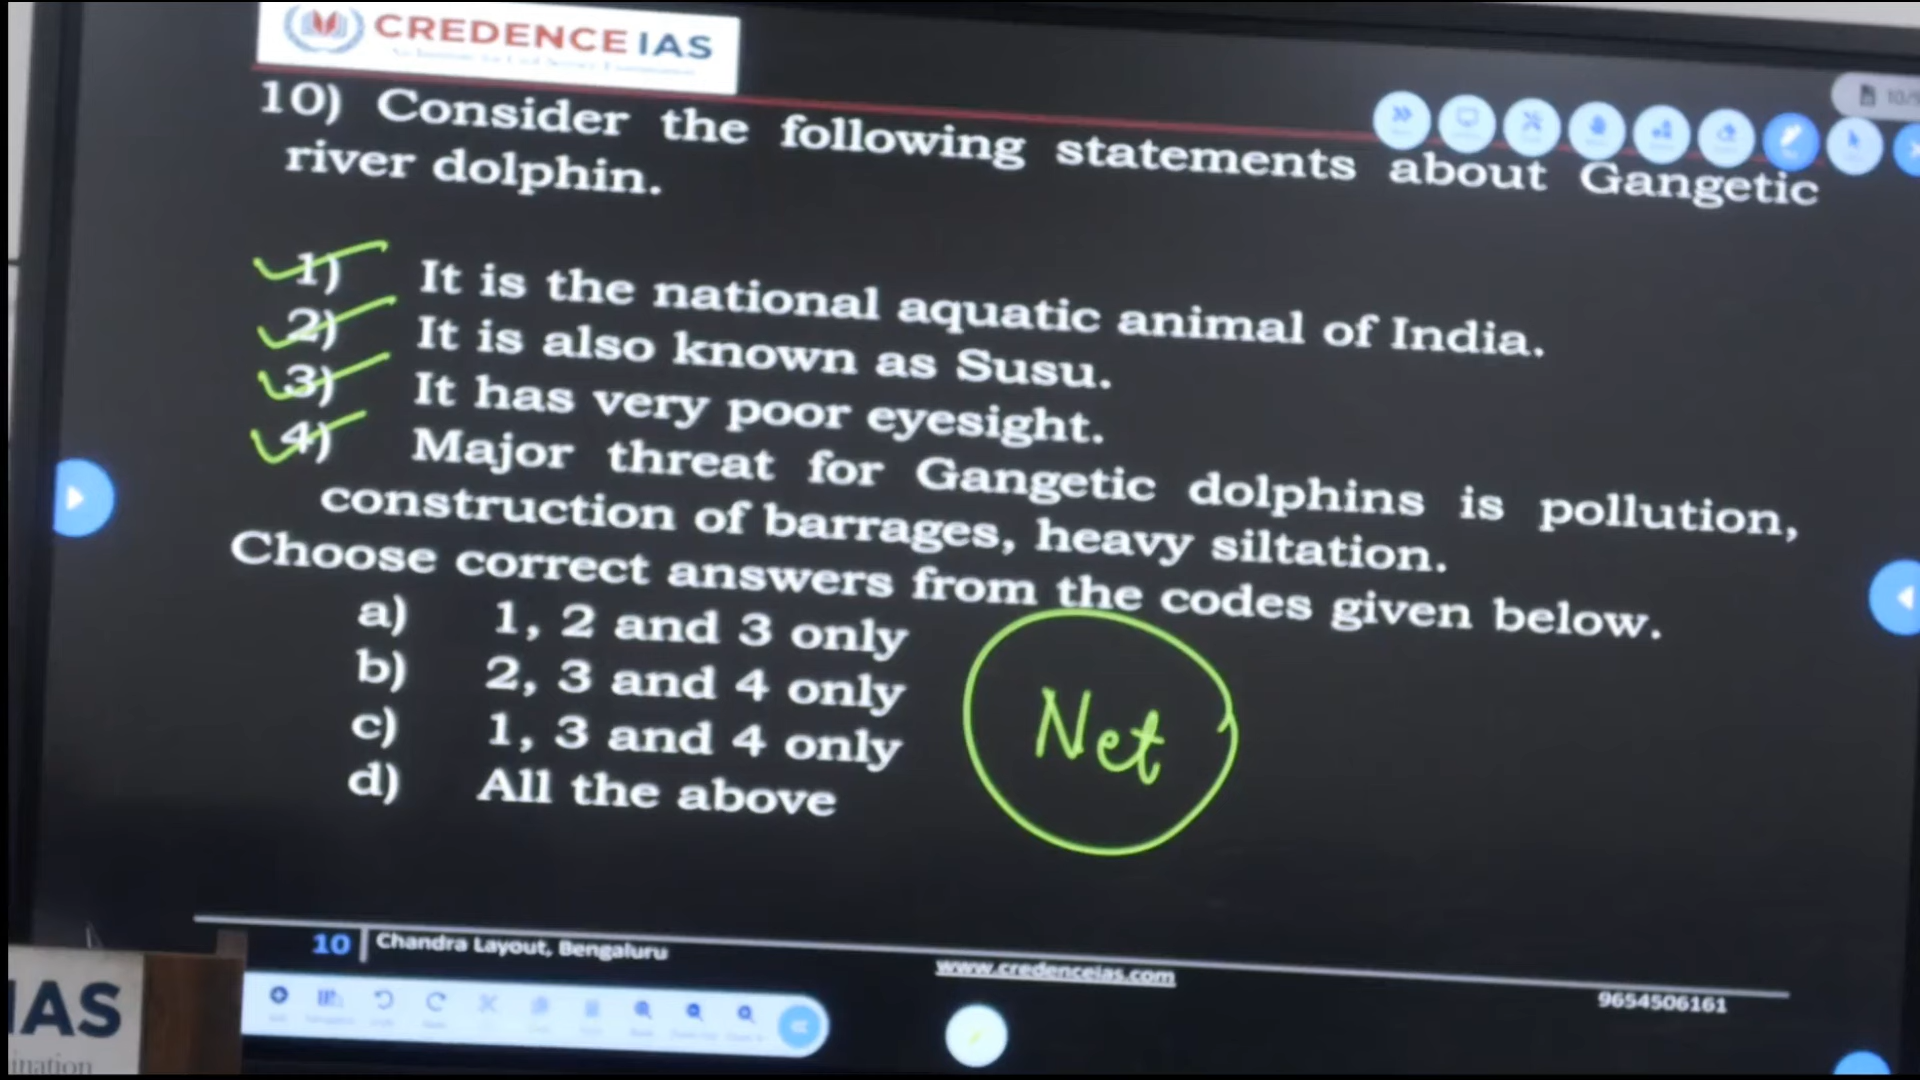 CREDENCE IAS
10) Consider the following statements about Gangetic
river dolphin.
1) It is the national aquatic animal of India.
2) It is also known as Susu.
3) It has very poor eyesight.
4) Major threat for Gangetic dolphins is pollution,
construction of barrages, heavy siltation.
Choose correct answers from the codes given below.
a) 1, 2 and 3 only
b) 2, 3 and 4 only
c) 1, 3 and 4 only
d) All the above
Net
10 | Chandra Layout, Bengaluru
www.credenceias.com
9654506161
IAS